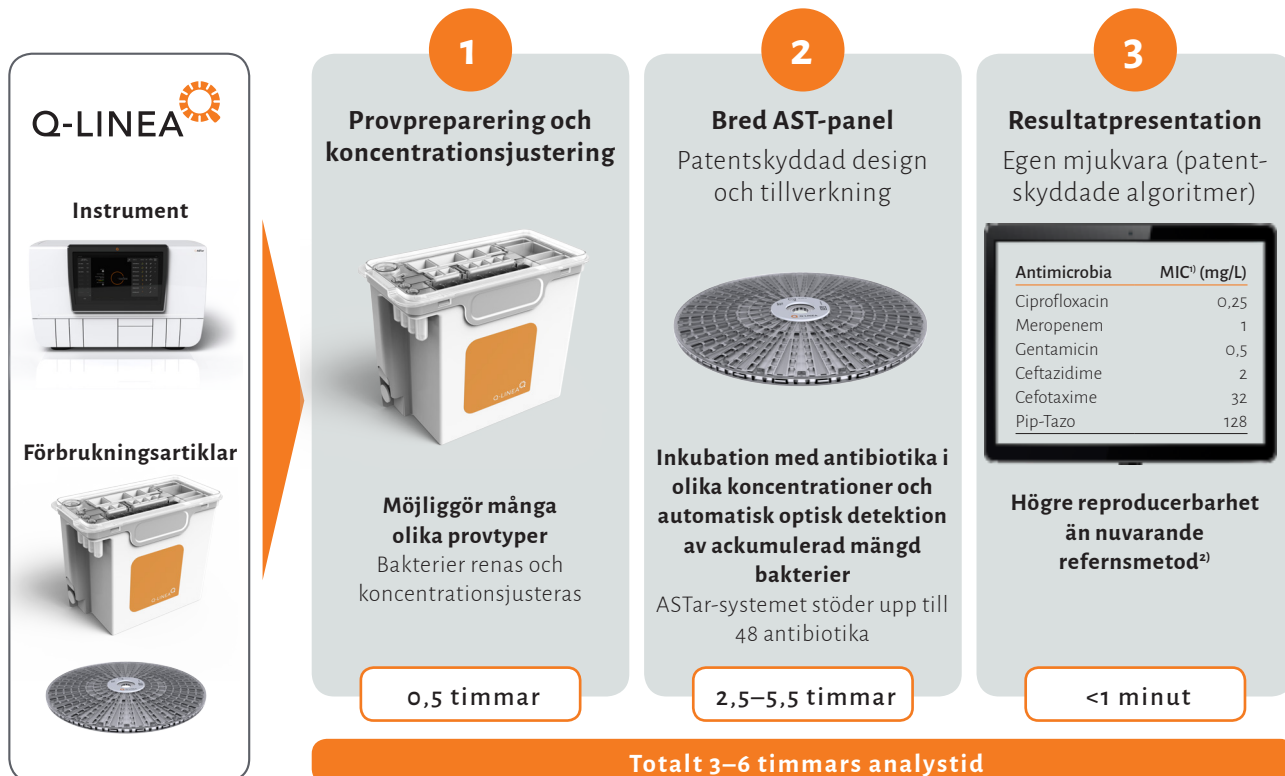 Q-LINEA
Instrument
Förbrukningsartiklar
Q-LINEA
1
Provpreparering och
koncentrationsjustering
Q-LINEA
Möjliggör många
olika provtyper
Bakterier renas och
koncentrationsjusteras
0,5 timmar
2
Bred AST-panel
Patentskyddad design
och tillverkning
Inkubation med antibiotika i
olika koncentrationer och
automatisk optisk detektion
av ackumulerad mängd
bakterier
ASTar-systemet stöder upp till
48 antibiotika
2,5–5,5 timmar
3
Resultatpresentation
Egen mjukvara (patent-
skyddade algoritmer)
Antimicrobia MIC¹⁾ (mg/L)
Ciprofloxacin 0,25
Meropenem 1
Gentamicin 0,5
Ceftazidime 2
Cefotaxime 32
Pip-Tazo 128
Högre reproducerbarhet
än nuvarande
refernsmetod²⁾
<1 minut
Totalt 3–6 timmars analystid